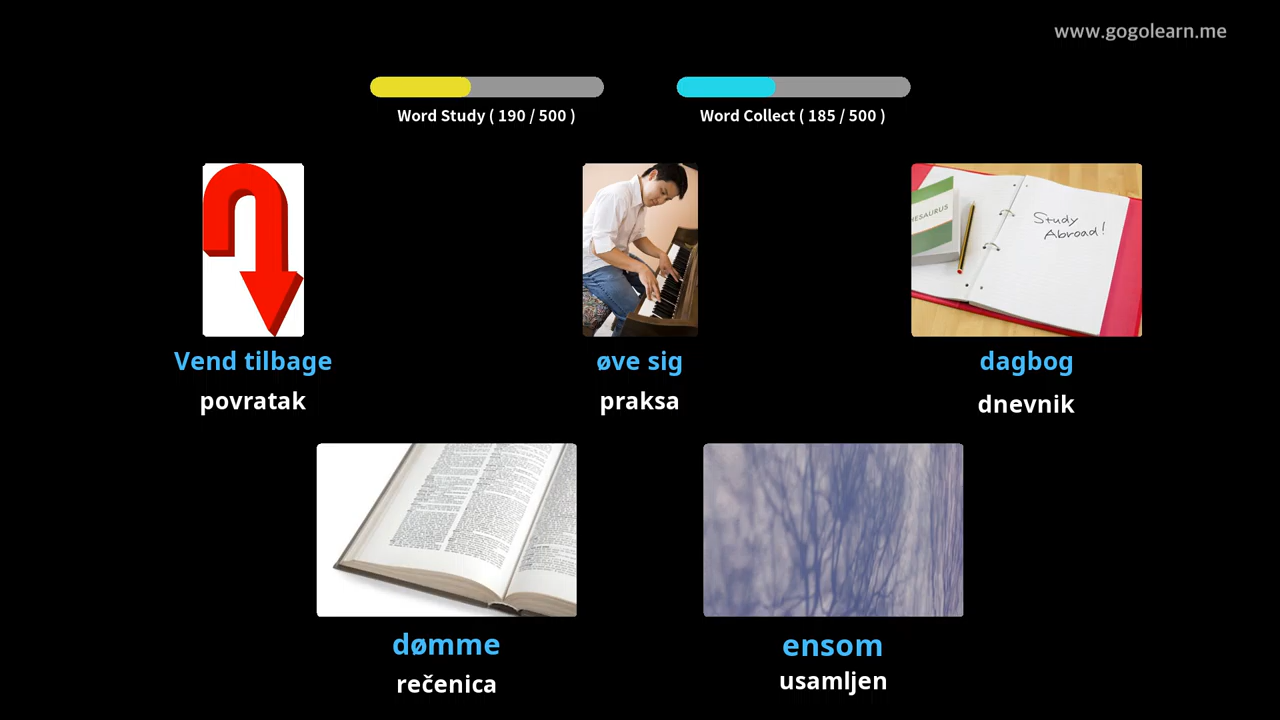 www.gogolearn.me
Word Study ( 190 / 500 )
Word Collect ( 185 / 500 )
HESAURUS
Study
Abroad!
Vend tilbage
øve sig
dagbog
povratak
praksa
dnevnik
dømme
ensom
rečenica
usamljen